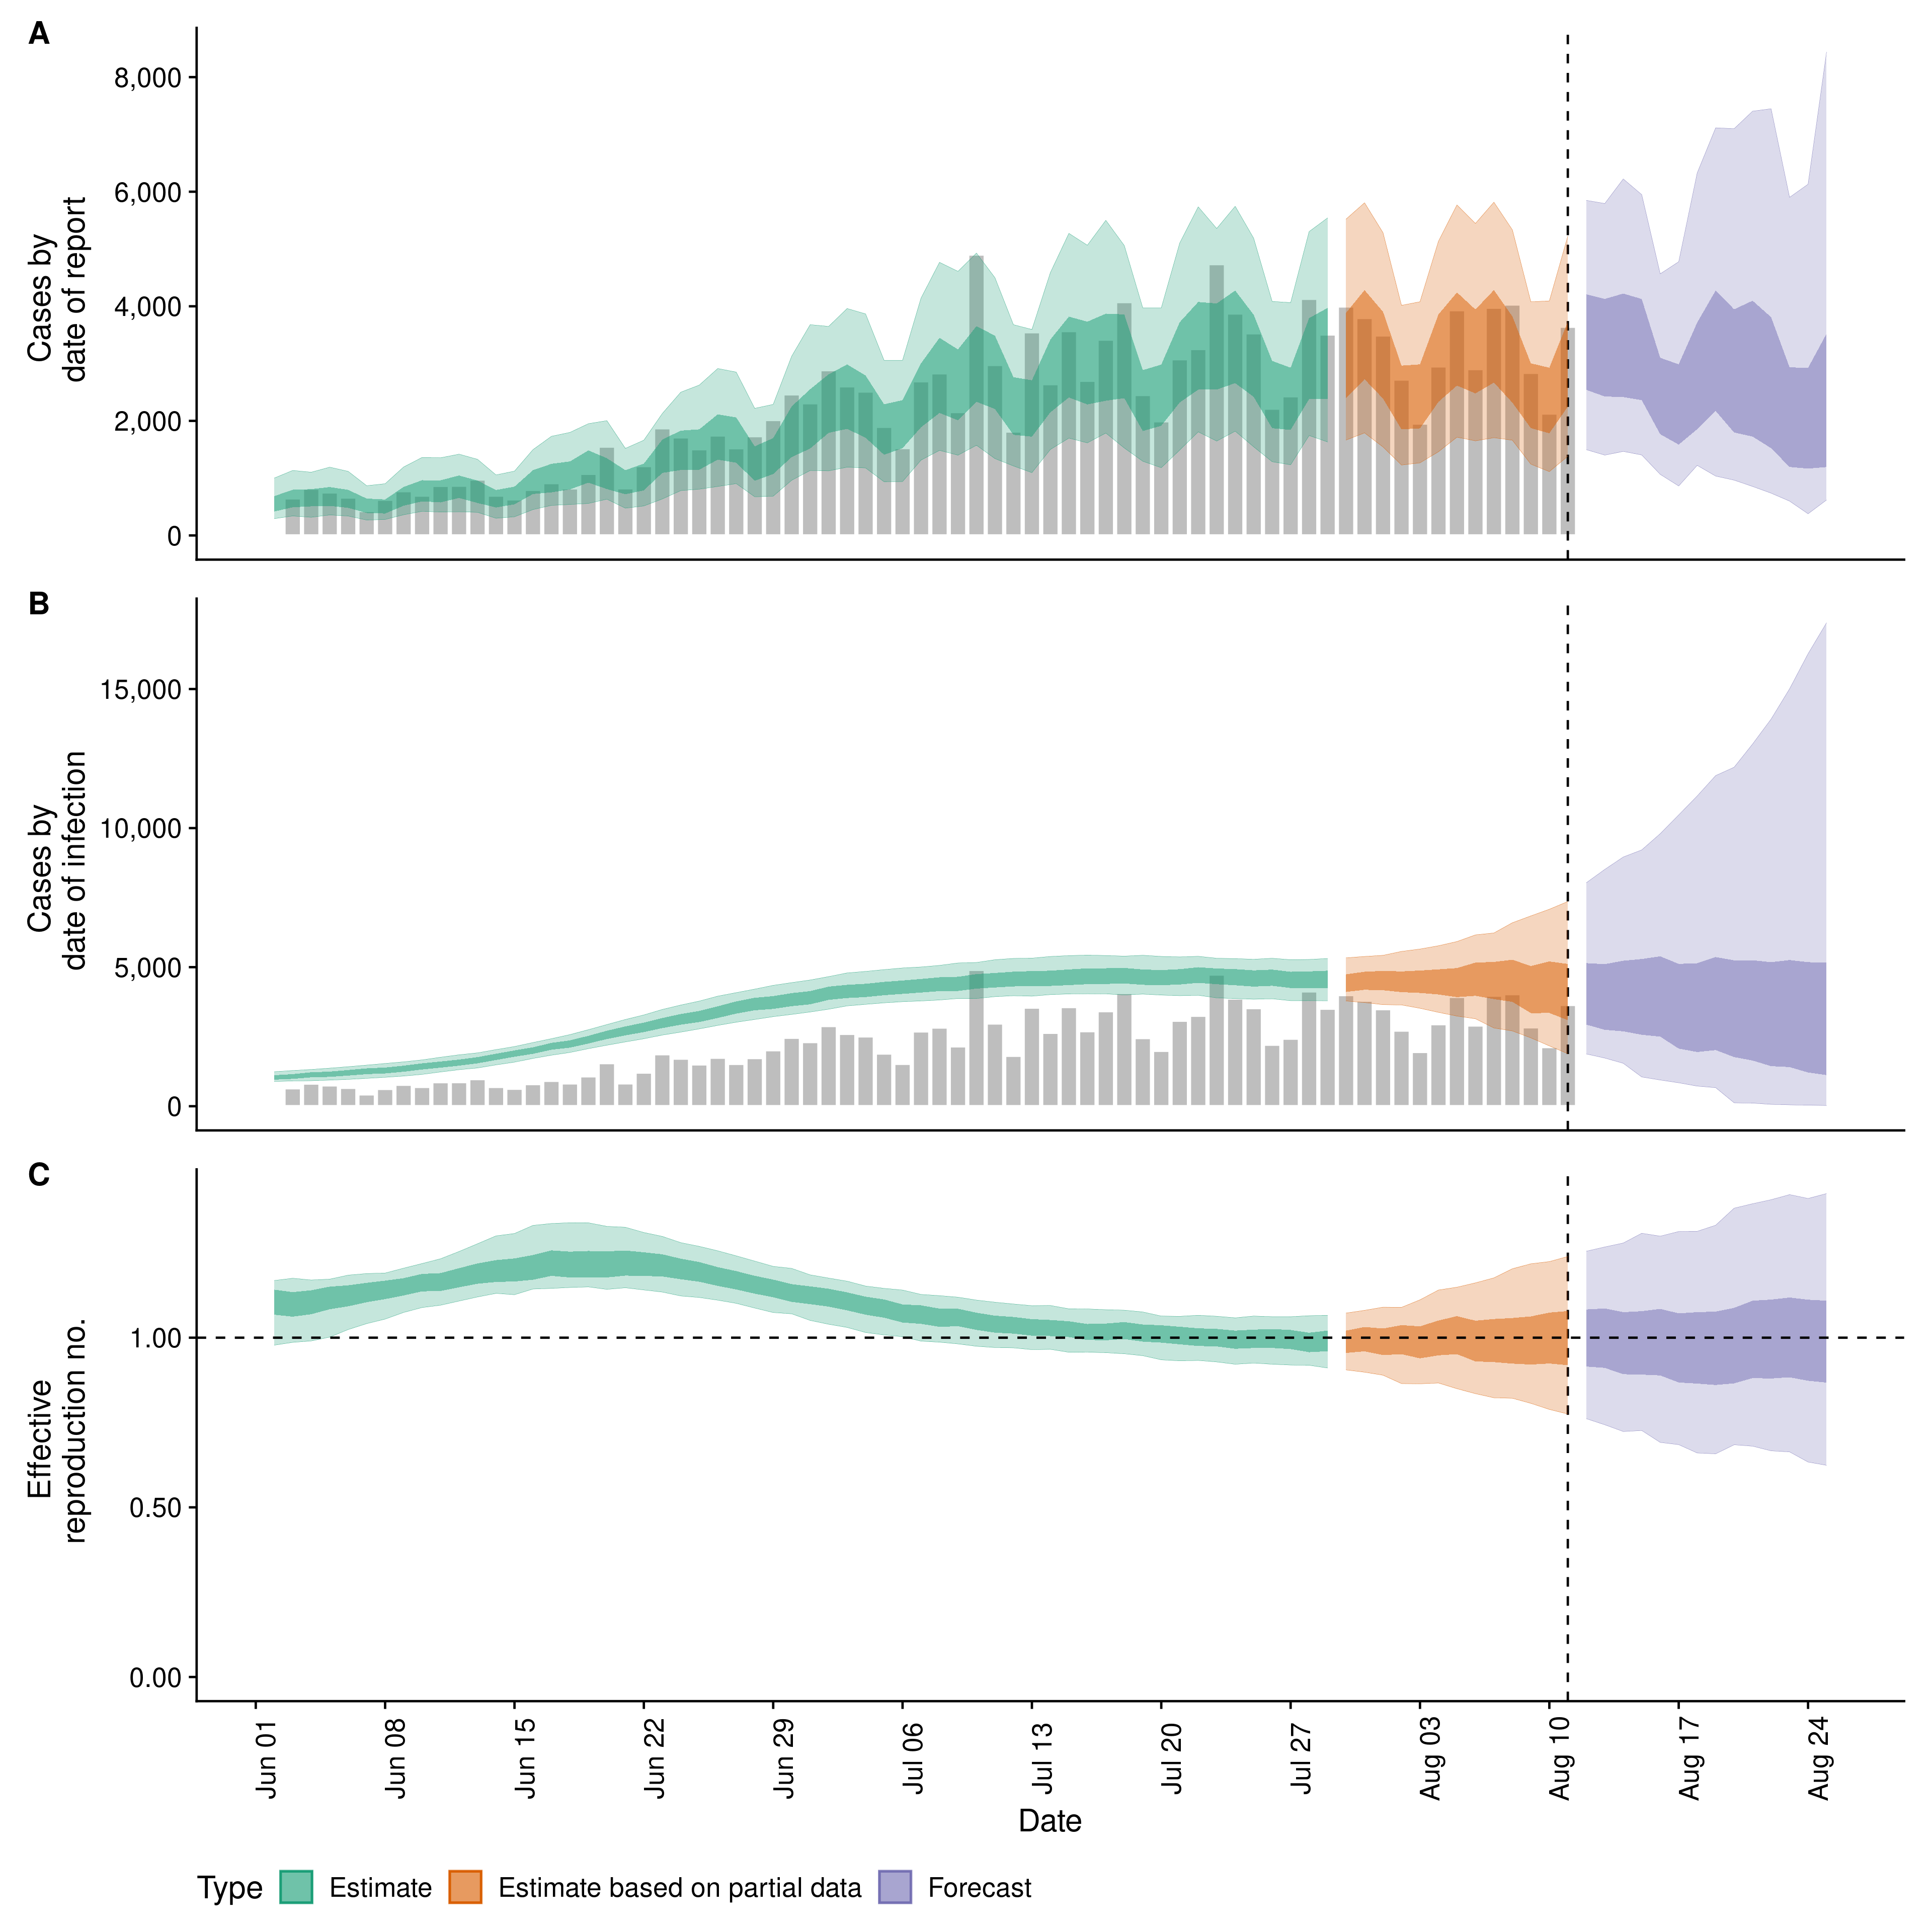 A
Cases by
date of report
8,000
6,000
4,000
2,000
0
B
Cases by
date of infection
15,000
10,000
5,000
0
C
Effective
reproduction no.
1.00
0.50
0.00
Jun 01
Jun 08
Jun 15
Jun 22
Jun 29
Jul 06
Jul 13
Jul 20
Jul 27
Aug 03
Aug 10
Aug 17
Aug 24
Date
Type Estimate Estimate based on partial data Forecast